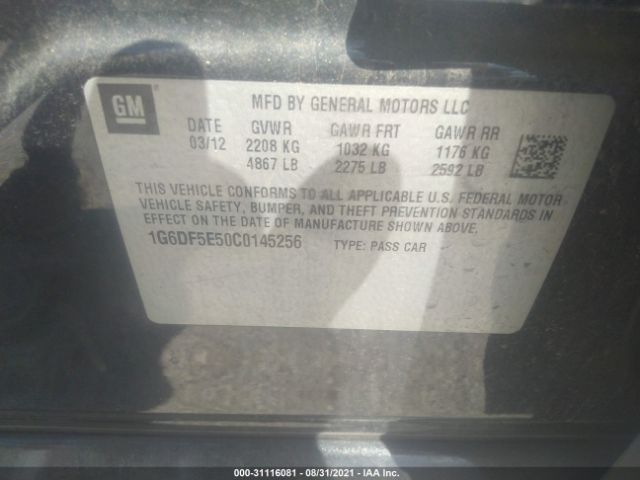 GM
MFD BY GENERAL MOTORS LLC
DATE GVWR GAWR FRT GAWR RR
03/12 2208 KG 1032 KG 1176 KG
4867 LB 2275 LB 2592 LB
THIS VEHICLE CONFORMS TO ALL APPLICABLE U.S. FEDERAL MOTOR
VEHICLE SAFETY, BUMPER, AND THEFT PREVENTION STANDARDS IN
EFFECT ON THE DATE OF MANUFACTURE SHOWN ABOVE.
1G6DF5E50C0145256 TYPE: PASS CAR
000-31116081 - 08/31/2021 - IAA Inc.